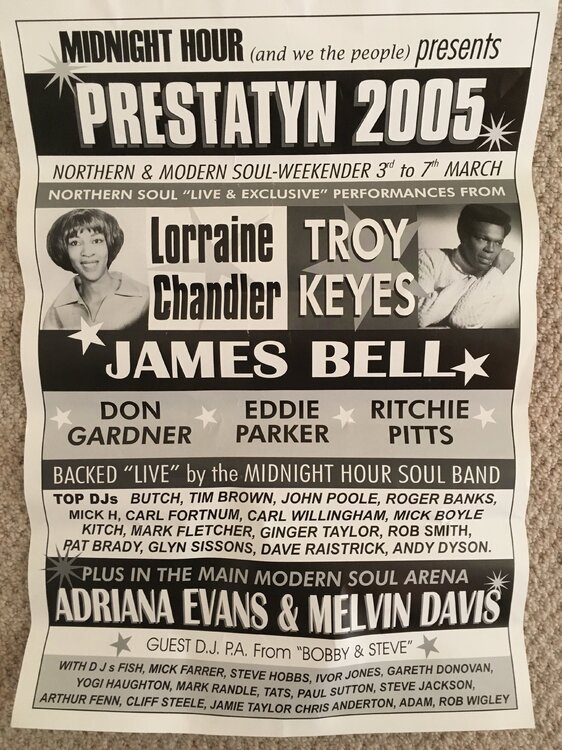 MIDNIGHT HOUR (and we the people) presents
PRESTATYN 2005
NORTHERN & MODERN SOUL-WEEKENDER 3rd to 7th MARCH
NORTHERN SOUL "LIVE & EXCLUSIVE" PERFORMANCES FROM
Lorraine
Chandler
TROY
KEYES
JAMES BELL
DON
GARDNER
EDDIE
PARKER
RITCHIE
PITTS
BACKED "LIVE" by the MIDNIGHT HOUR SOUL BAND
TOP DJs BUTCH, TIM BROWN, JOHN POOLE, ROGER BANKS,
MICK H, CARL FORTNUM, CARL WILLINGHAM, MICK BOYLE
KITCH, MARK FLETCHER, GINGER TAYLOR, ROB SMITH,
PAT BRADY, GLYN SISSONS, DAVE RAISTRICK, ANDY DYSON.
PLUS IN THE MAIN MODERN SOUL ARENA
ADRIANA EVANS & MELVIN DAVIS
GUEST D.J. P.A. From "BOBBY & STEVE"
WITH D J s FISH, MICK FARRER, STEVE HOBBS, IVOR JONES, GARETH DONOVAN,
YOGI HAUGHTON, MARK RANDLE, TATS, PAUL SUTTON, STEVE JACKSON,
ARTHUR FENN, CLIFF STEELE, JAMIE TAYLOR CHRIS ANDERTON, ADAM, ROB WIGLEY